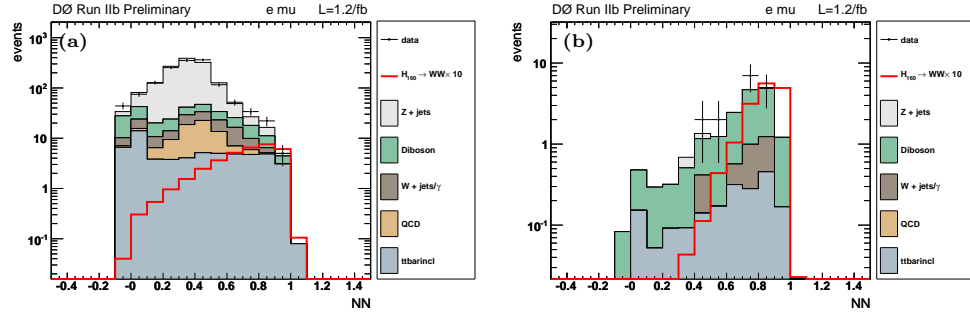 DØ Run IIb Preliminary e mu L=1.2/fb
events
(a)
10³
10²
10
1
10⁻¹
-0.4 -0.2 -0 0.2 0.4 0.6 0.8 1 1.2 1.4
NN
data
H₁₆₀ → WW× 10
Z + jets
Diboson
W + jets/γ
QCD
ttbarincl
DØ Run IIb Preliminary e mu L=1.2/fb
events
(b)
10
1
10⁻¹
-0.4 -0.2 -0 0.2 0.4 0.6 0.8 1 1.2 1.4
NN
data
H₁₆₀ → WW× 10
Z + jets
Diboson
W + jets/γ
QCD
ttbarincl